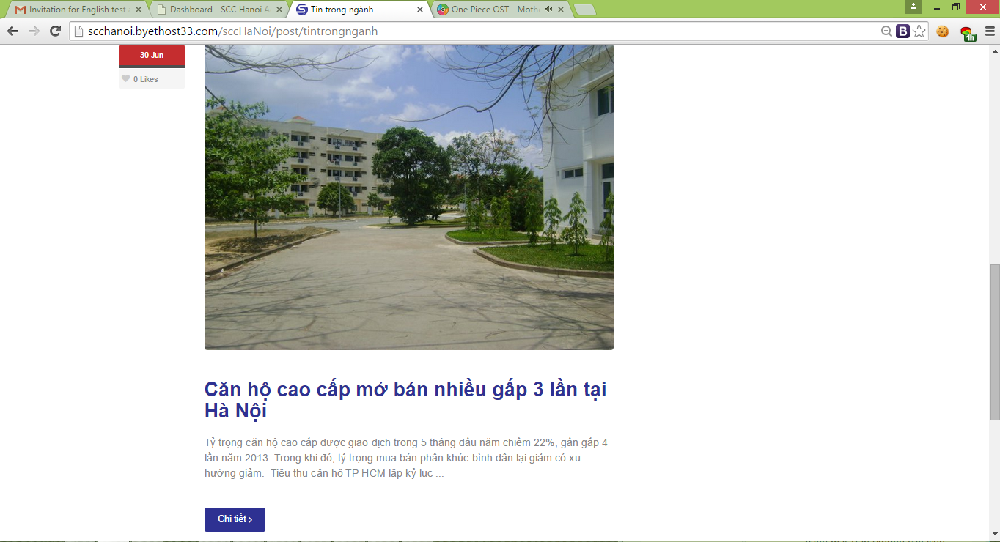 Invitation for English test
Dashboard - SCC Hanoi A
Tin trong ngành
One Piece OST - Moth
scchanoi.byethost33.com/sccHaNoi/post/tintrongnganh
B
1h
30 Jun
0 Likes
Căn hộ cao cấp mở bán nhiều gấp 3 lần tại
Hà Nội
Tỷ trọng căn hộ cao cấp được giao dịch trong 5 tháng đầu năm chiếm 22%, gần gấp 4
lần năm 2013. Trong khi đó, tỷ trọng mua bán phân khúc bình dân lại giảm có xu
hướng giảm.  Tiêu thụ căn hộ TP HCM lập kỷ lục ...
Chi tiết ›